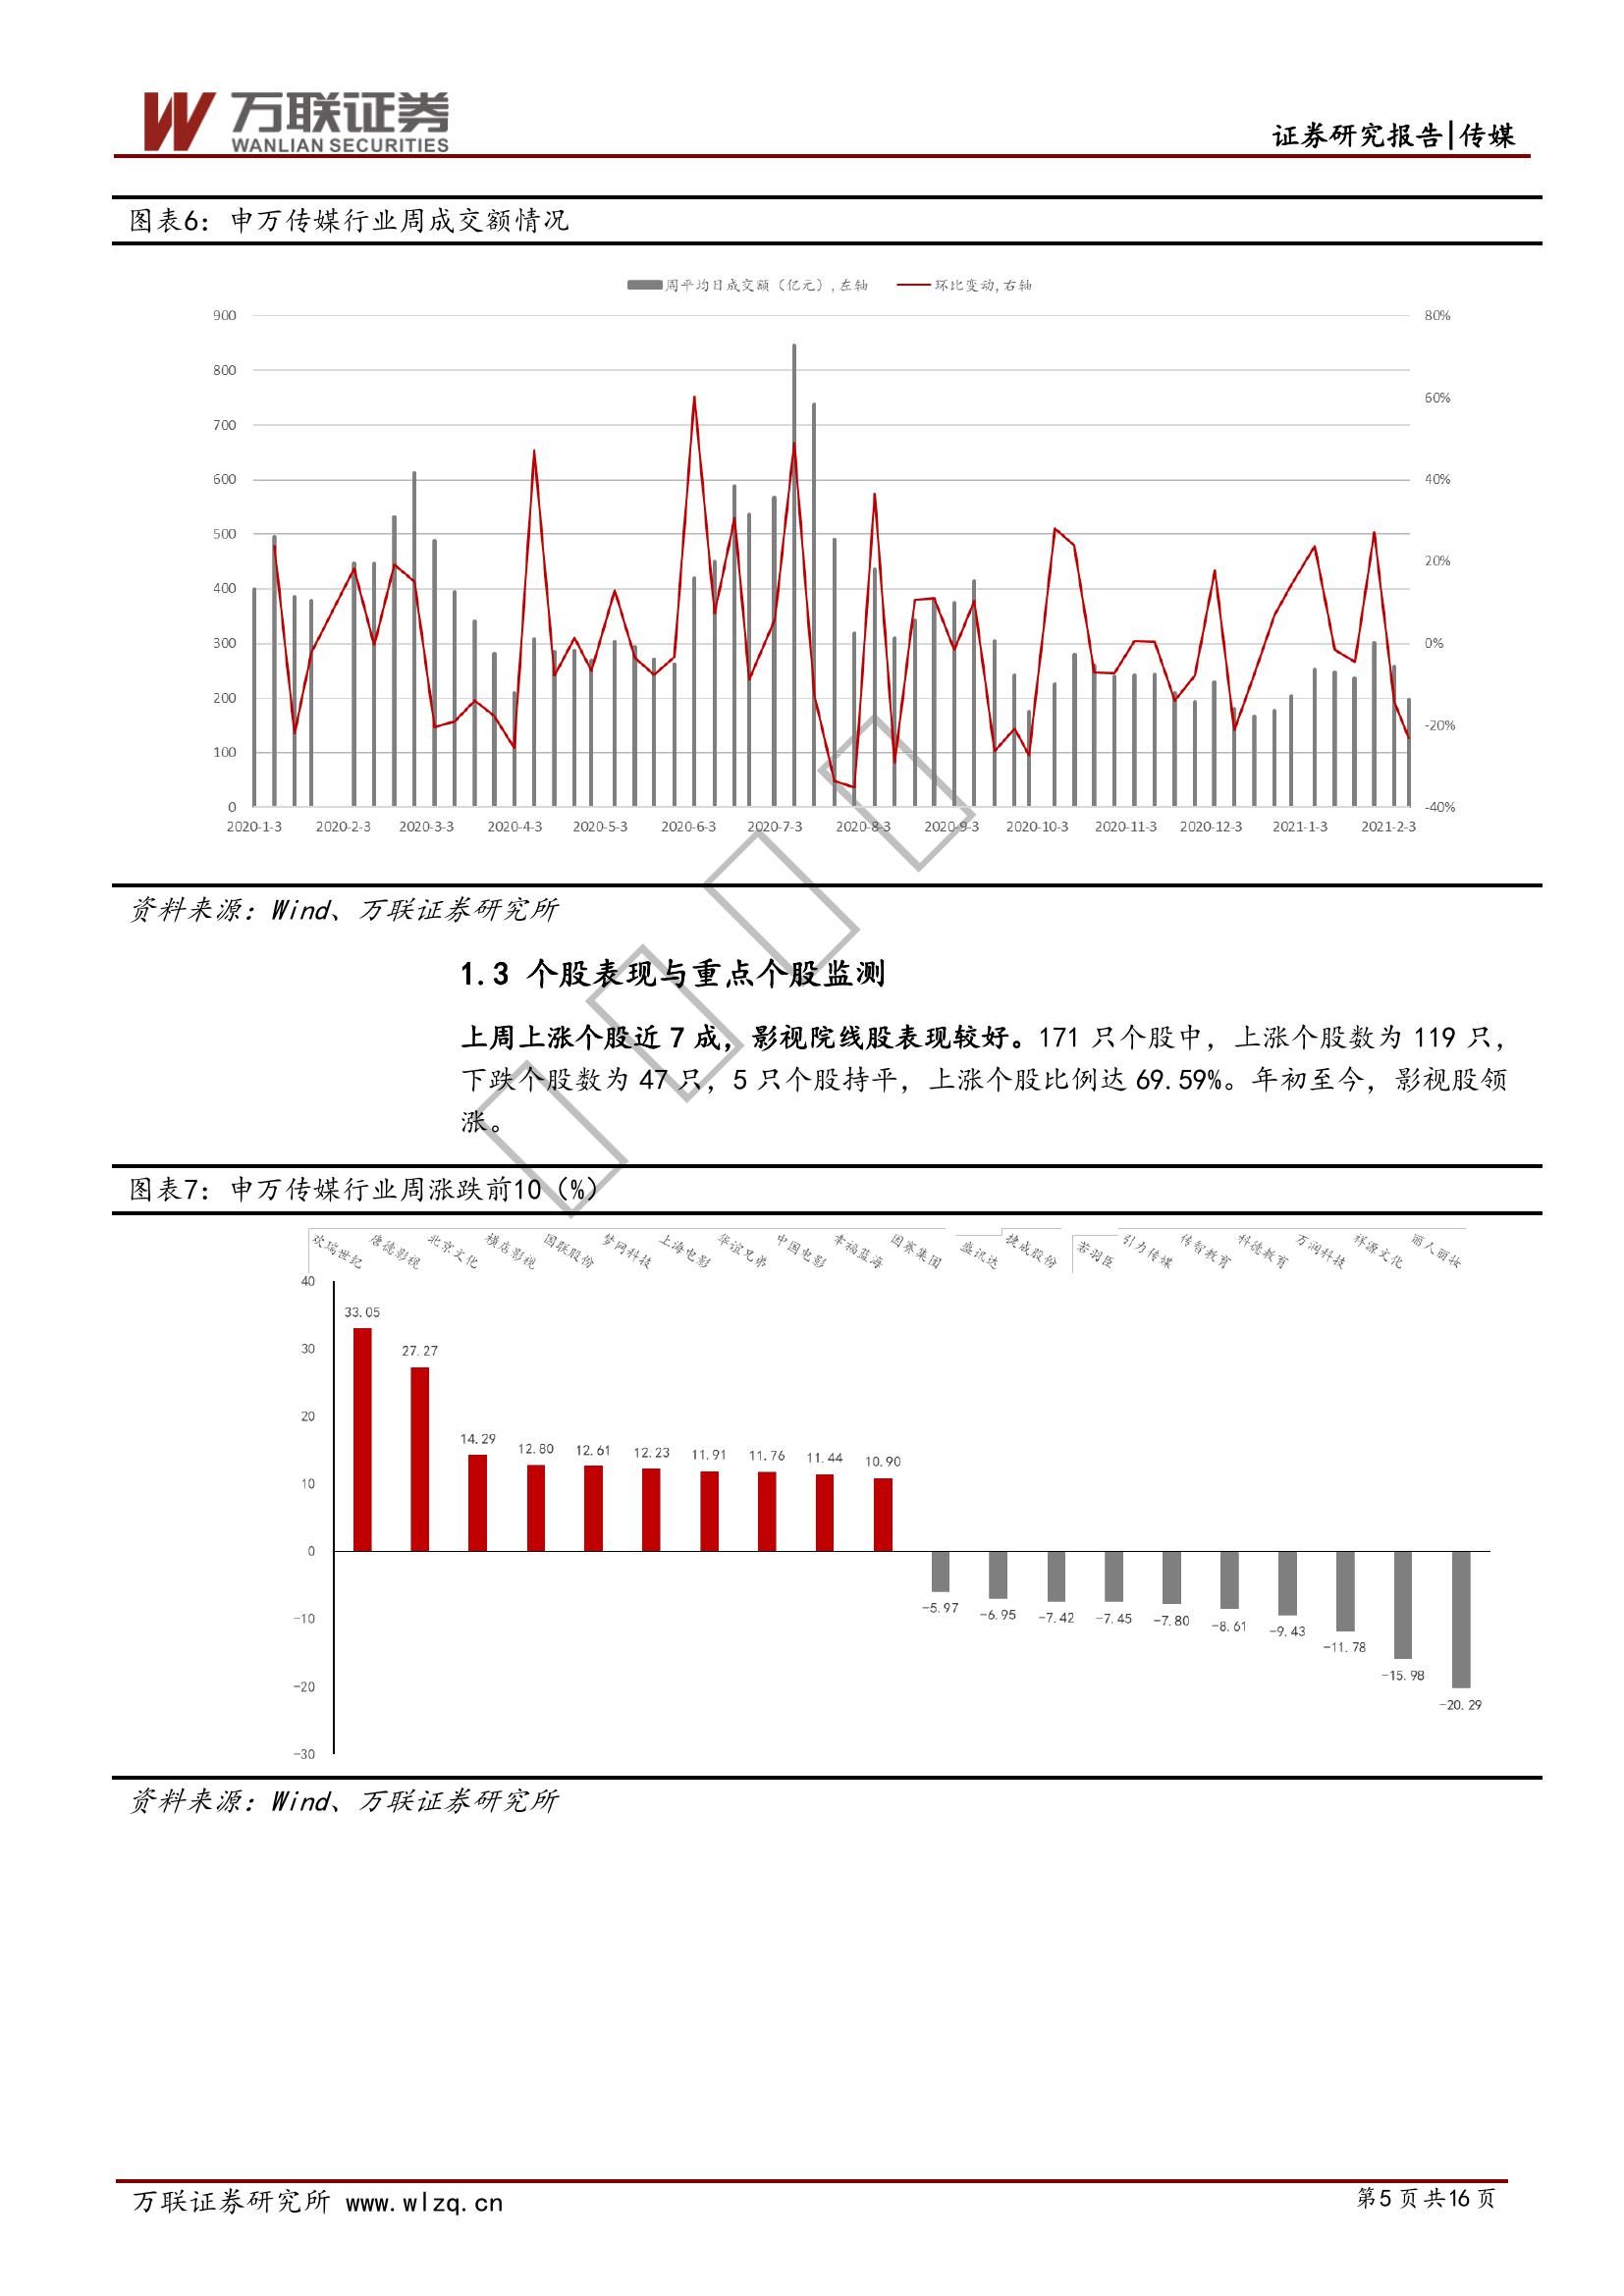 万联证券
WANLIAN SECURITIES
证券研究报告|传媒
图表6：申万传媒行业周成交额情况
周平均日成交额（亿元）,左轴 环比变动,右轴
900 80%
800
700 60%
600 40%
500
400 20%
300 0%
200
100 -20%
0 -40%
2020-1-3 2020-2-3 2020-3-3 2020-4-3 2020-5-3 2020-6-3 2020-7-3 2020-8-3 2020-9-3 2020-10-3 2020-11-3 2020-12-3 2021-1-3 2021-2-3
资料来源：Wind、万联证券研究所
1.3 个股表现与重点个股监测
上周上涨个股近 7 成，影视院线股表现较好。171 只个股中，上涨个股数为 119 只，
下跌个股数为 47 只，5 只个股持平，上涨个股比例达 69.59%。年初至今，影视股领
涨。
图表7：申万传媒行业周涨跌前10（%）
欢瑞世纪 唐德影视 北京文化 横店影视 国联股份 梦网科技 上海电影 华谊兄弟 中国电影 幸福蓝海 因赛集团 盛讯达 捷成股份 若羽臣 引力传媒 传智教育 科德教育 万润科技 祥源文化 丽人丽妆
40
33.05
30
27.27
20
14.29 12.80 12.61 12.23 11.91 11.76 11.44 10.90
10
0
-5.97 -6.95 -7.42 -7.45 -7.80 -8.61 -9.43 -11.78 -15.98 -20.29
-10
-20
-30
资料来源：Wind、万联证券研究所
万联证券研究所 www.wlzq.cn
第5页共16页